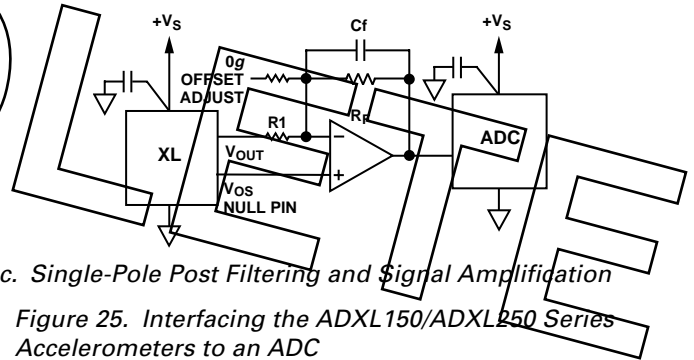 +VS
Cf
+VS
0g
OFFSET
ADJUST
R1
RF
XL
ADC
VOUT
–
+
VOS
NULL PIN
c. Single-Pole Post Filtering and Signal Amplification
Figure 25. Interfacing the ADXL150/ADXL250 Series
Accelerometers to an ADC